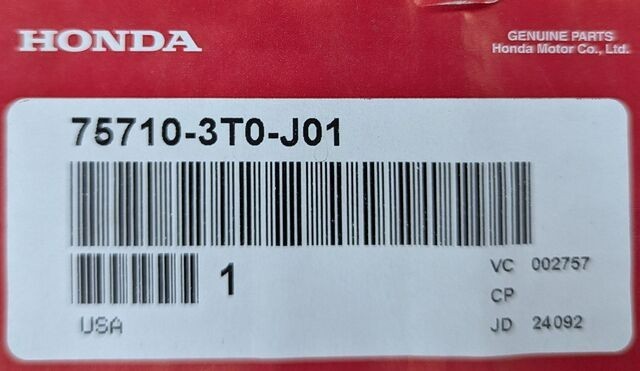 HONDA
GENUINE PARTS
Honda Motor Co., Ltd.
75710-3T0-J01
1
VC 002757
CP
USA
JD 24092